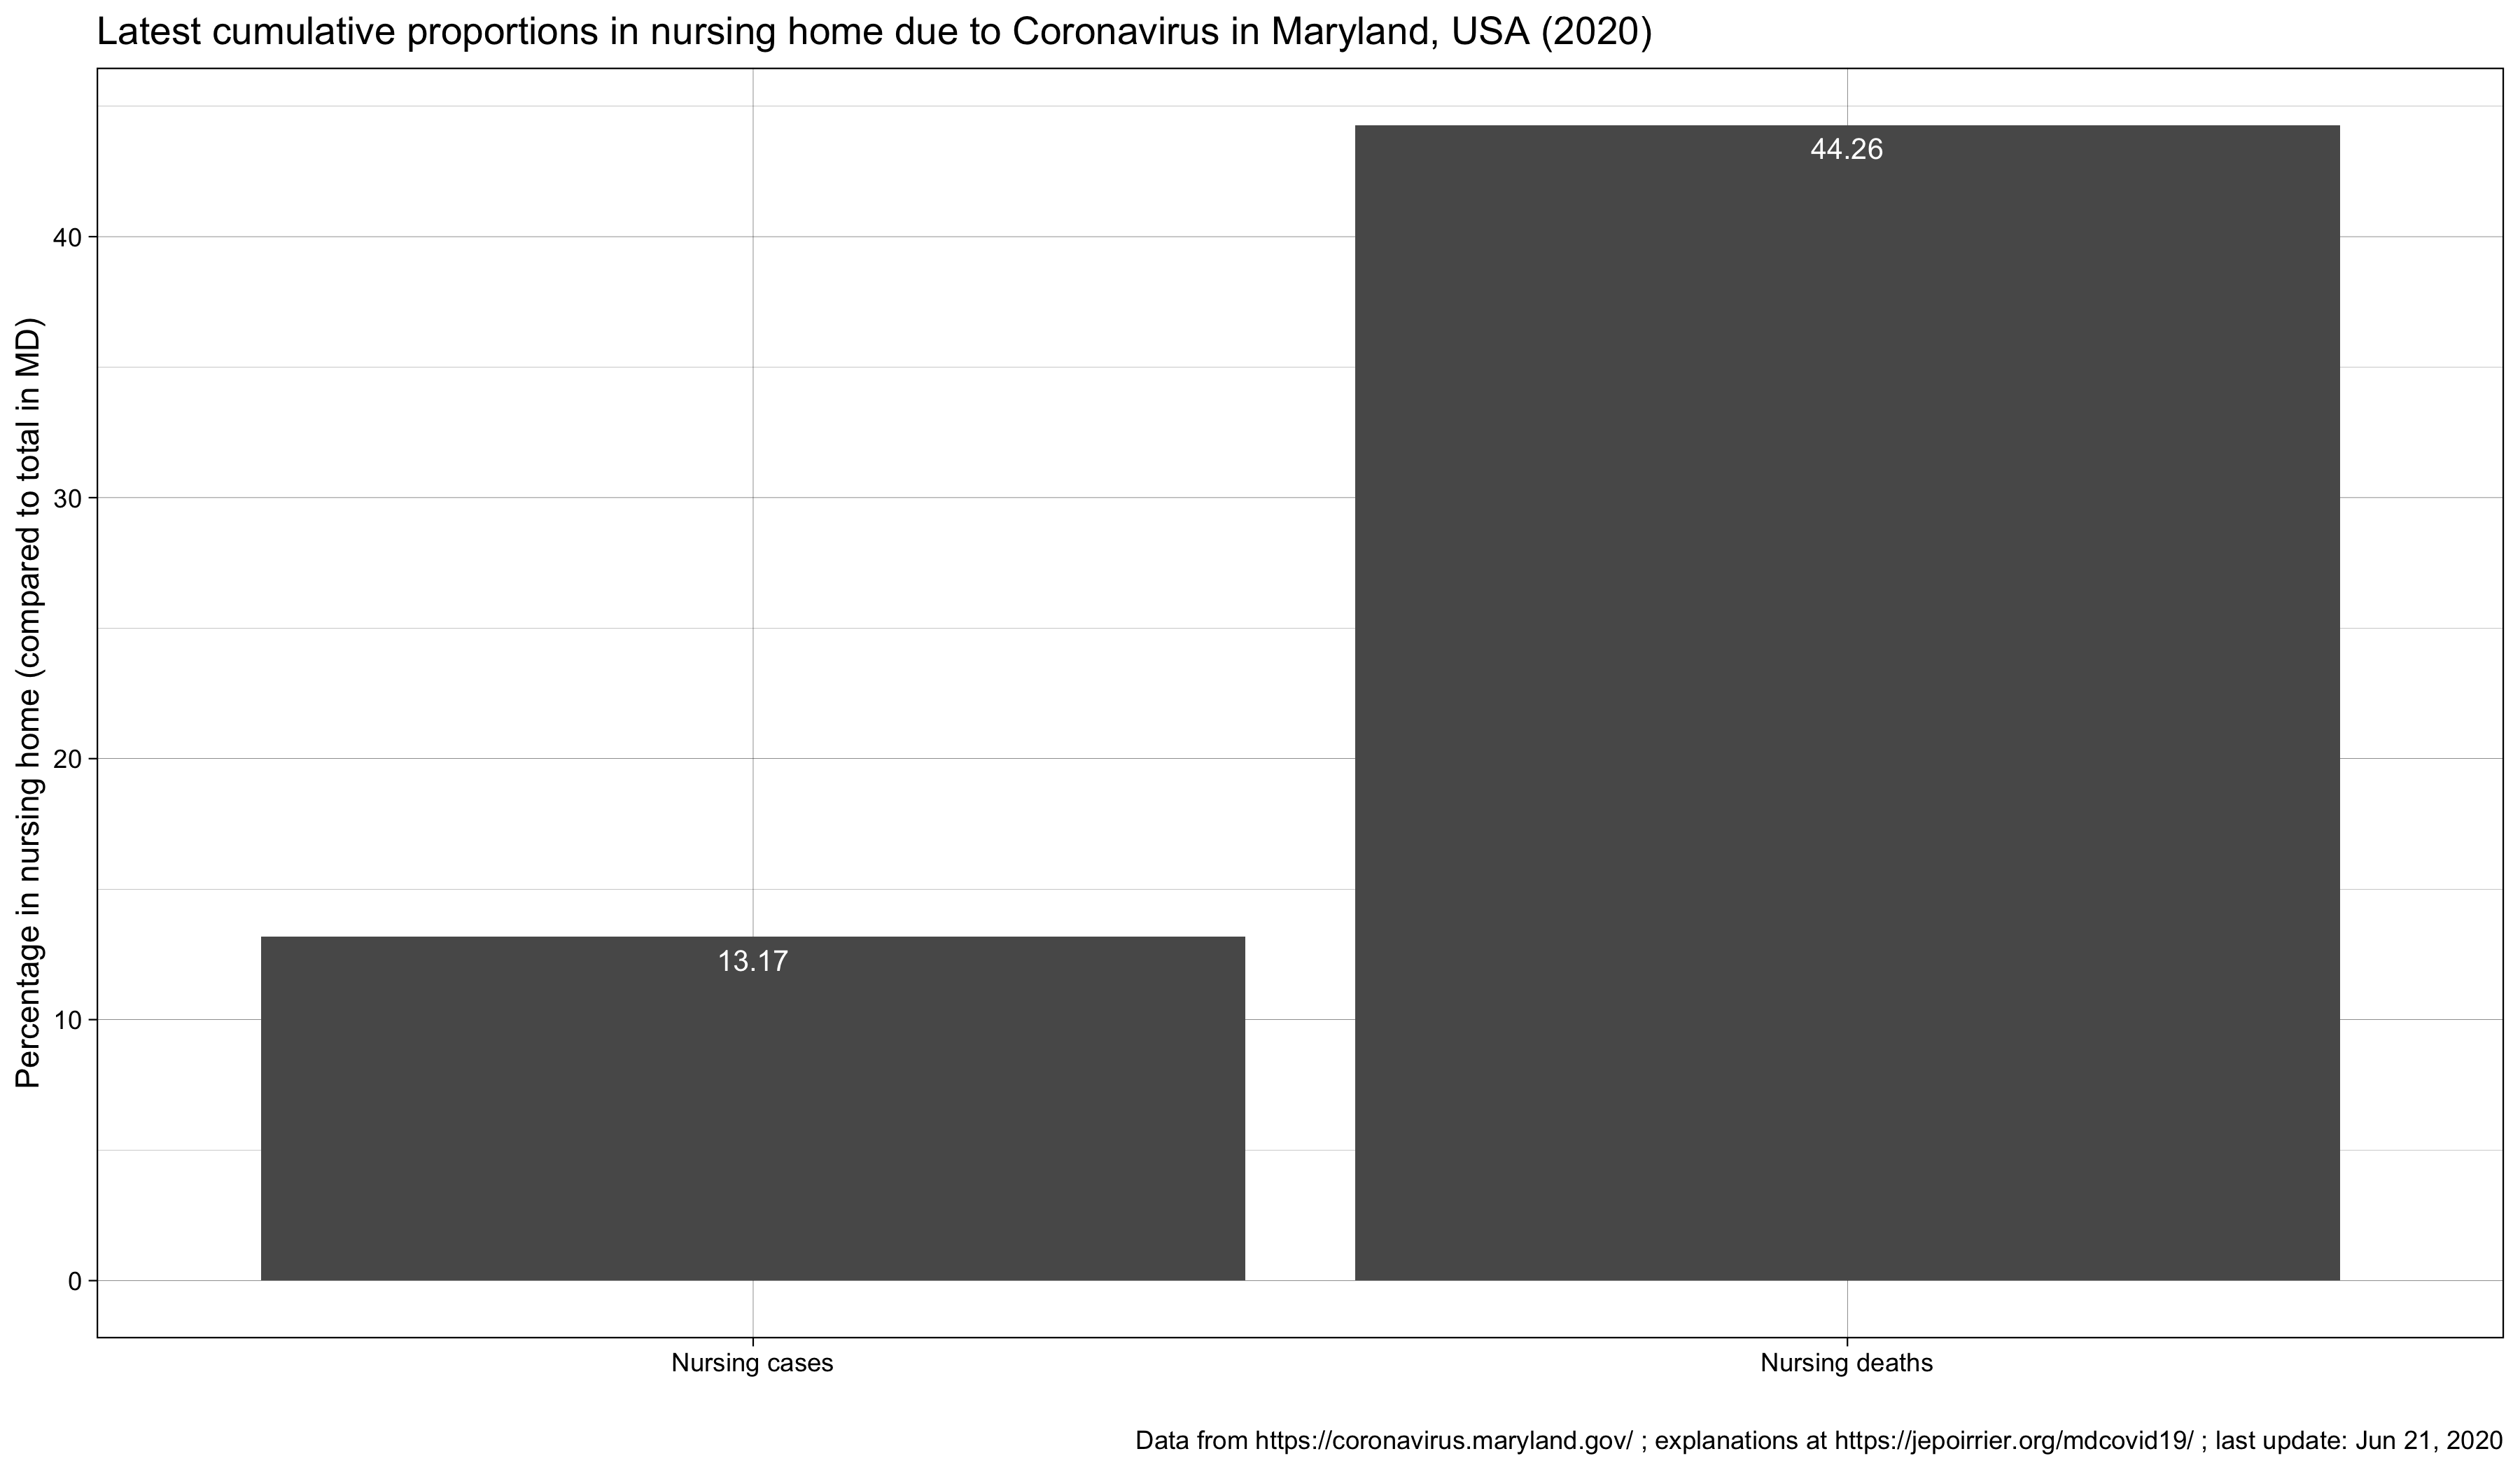 Latest cumulative proportions in nursing home due to Coronavirus in Maryland, USA (2020)
Percentage in nursing home (compared to total in MD)
40
30
20
10
0
44.26
13.17
Nursing cases
Nursing deaths
Data from https://coronavirus.maryland.gov/ ; explanations at https://jepoirrier.org/mdcovid19/ ; last update: Jun 21, 2020